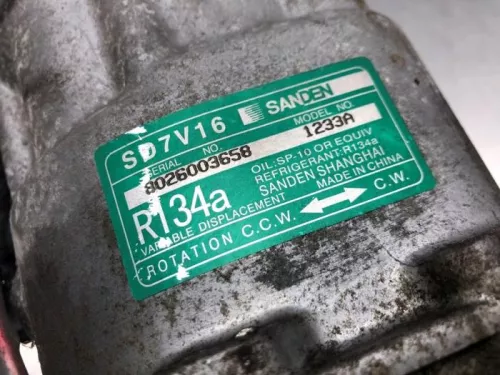 SD7V16 SANDEN
SERIAL NO. MODEL NO.
8026003658 1233A
OIL:SP-10 OR EQUIV
REFRIGERANT:R134a
R134a SANDEN SHANGHAI
VARIABLE DISPLACEMENT MADE IN CHINA
ROTATION C.C.W. C.W.